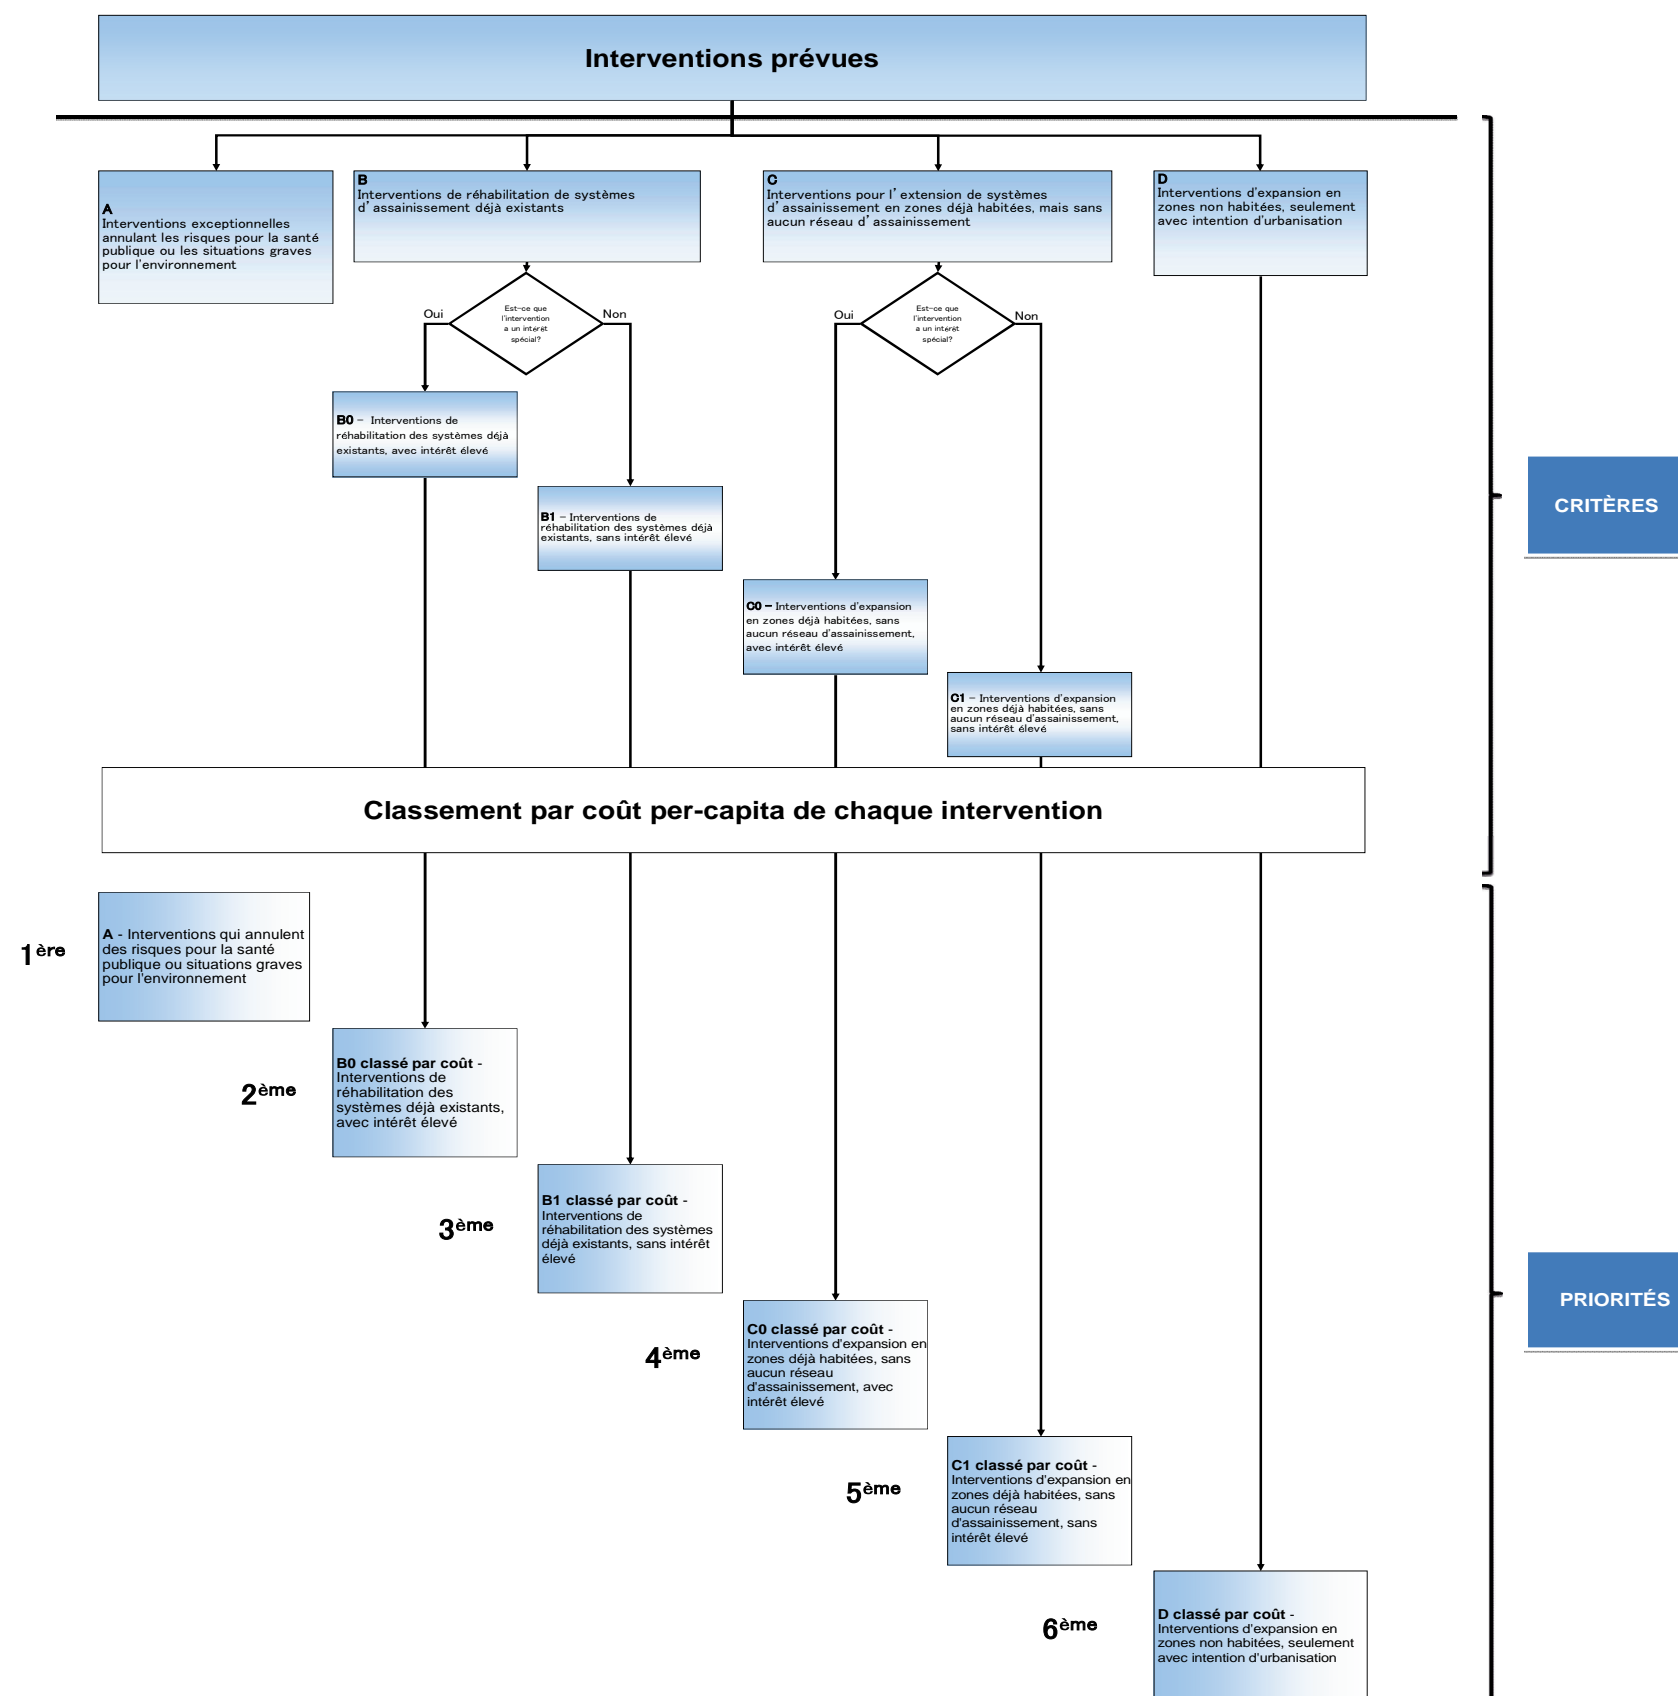 Interventions prévues
A
Interventions exceptionnelles
annulant les risques pour la santé
publique ou les situations graves
pour l'environnement
B
Interventions de réhabilitation de systèmes
d’assainissement déjà existants
C
Interventions pour l’extension de systèmes
d’assainissement en zones déjà habitées, mais sans
aucun réseau d’assainissement
D
Interventions d'expansion en
zones non habitées, seulement
avec intention d'urbanisation
Oui
Est-ce que
l'intervention
a un intérêt
spécial?
Non
Oui
Est-ce que
l'intervention
a un intérêt
spécial?
Non
B0 – Interventions de
réhabilitation des systèmes déjà
existants, avec intérêt élevé
B1 – Interventions de
réhabilitation des systèmes déjà
existants, sans intérêt élevé
C0 – Interventions d'expansion
en zones déjà habitées, sans
aucun réseau d'assainissement,
avec intérêt élevé
C1 – Interventions d'expansion
en zones déjà habitées, sans
aucun réseau d'assainissement,
sans intérêt élevé
CRITÈRES
Classement par coût per-capita de chaque intervention
1ère
A - Interventions qui annulent
des risques pour la santé
publique ou situations graves
pour l'environnement
2ème
B0 classé par coût -
Interventions de
réhabilitation des
systèmes déjà existants,
avec intérêt élevé
3ème
B1 classé par coût -
Interventions de
réhabilitation des systèmes
déjà existants, sans intérêt
élevé
4ème
C0 classé par coût -
Interventions d'expansion en
zones déjà habitées, sans
aucun réseau
d'assainissement, avec
intérêt élevé
5ème
C1 classé par coût -
Interventions d'expansion en
zones déjà habitées, sans
aucun réseau
d'assainissement, sans
intérêt élevé
6ème
D classé par coût -
Interventions d'expansion en
zones non habitées, seulement
avec intention d'urbanisation
PRIORITÉS